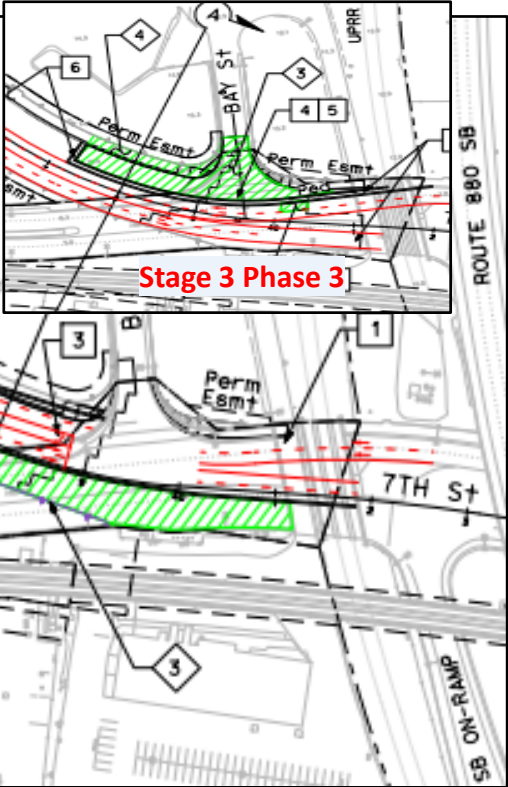 4
4
UPRR
3
6
BAY St
4 5
Perm Esmt
Perm Esmt
Stage 3 Phase 3
ROUTE 880 SB
3
1
Perm
Esmt
7TH St
3
SB ON-RAMP